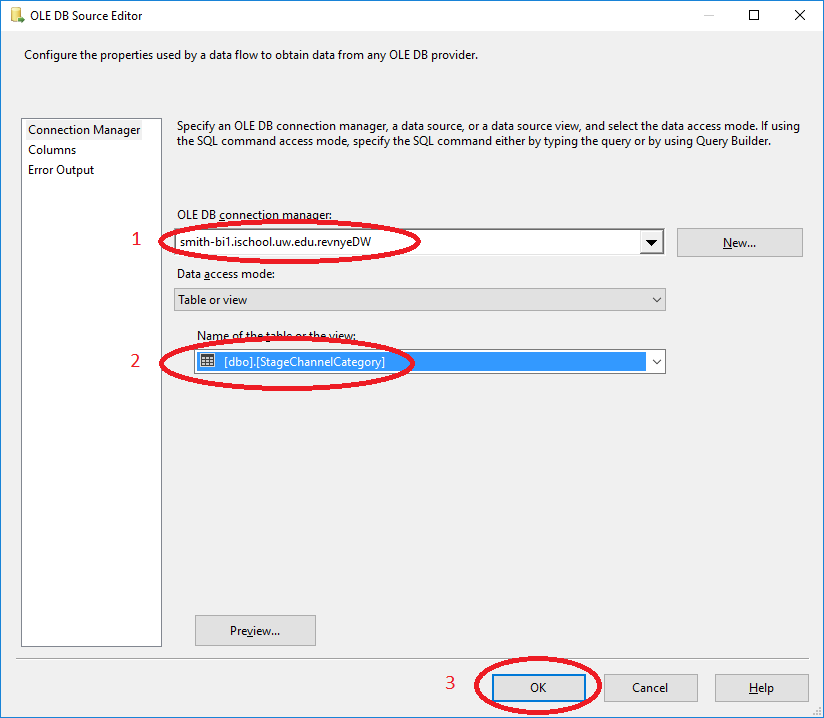 OLE DB Source Editor
Configure the properties used by a data flow to obtain data from any OLE DB provider.
Connection Manager
Columns
Error Output
Specify an OLE DB connection manager, a data source, or a data source view, and select the data access mode. If using
the SQL command access mode, specify the SQL command either by typing the query or by using Query Builder.
OLE DB connection manager:
1
smith-bi1.ischool.uw.edu.revnyeDW
New...
Data access mode:
Table or view
Name of the table or the view:
2
[dbo].[StageChannelCategory]
Preview...
3
OK
Cancel
Help